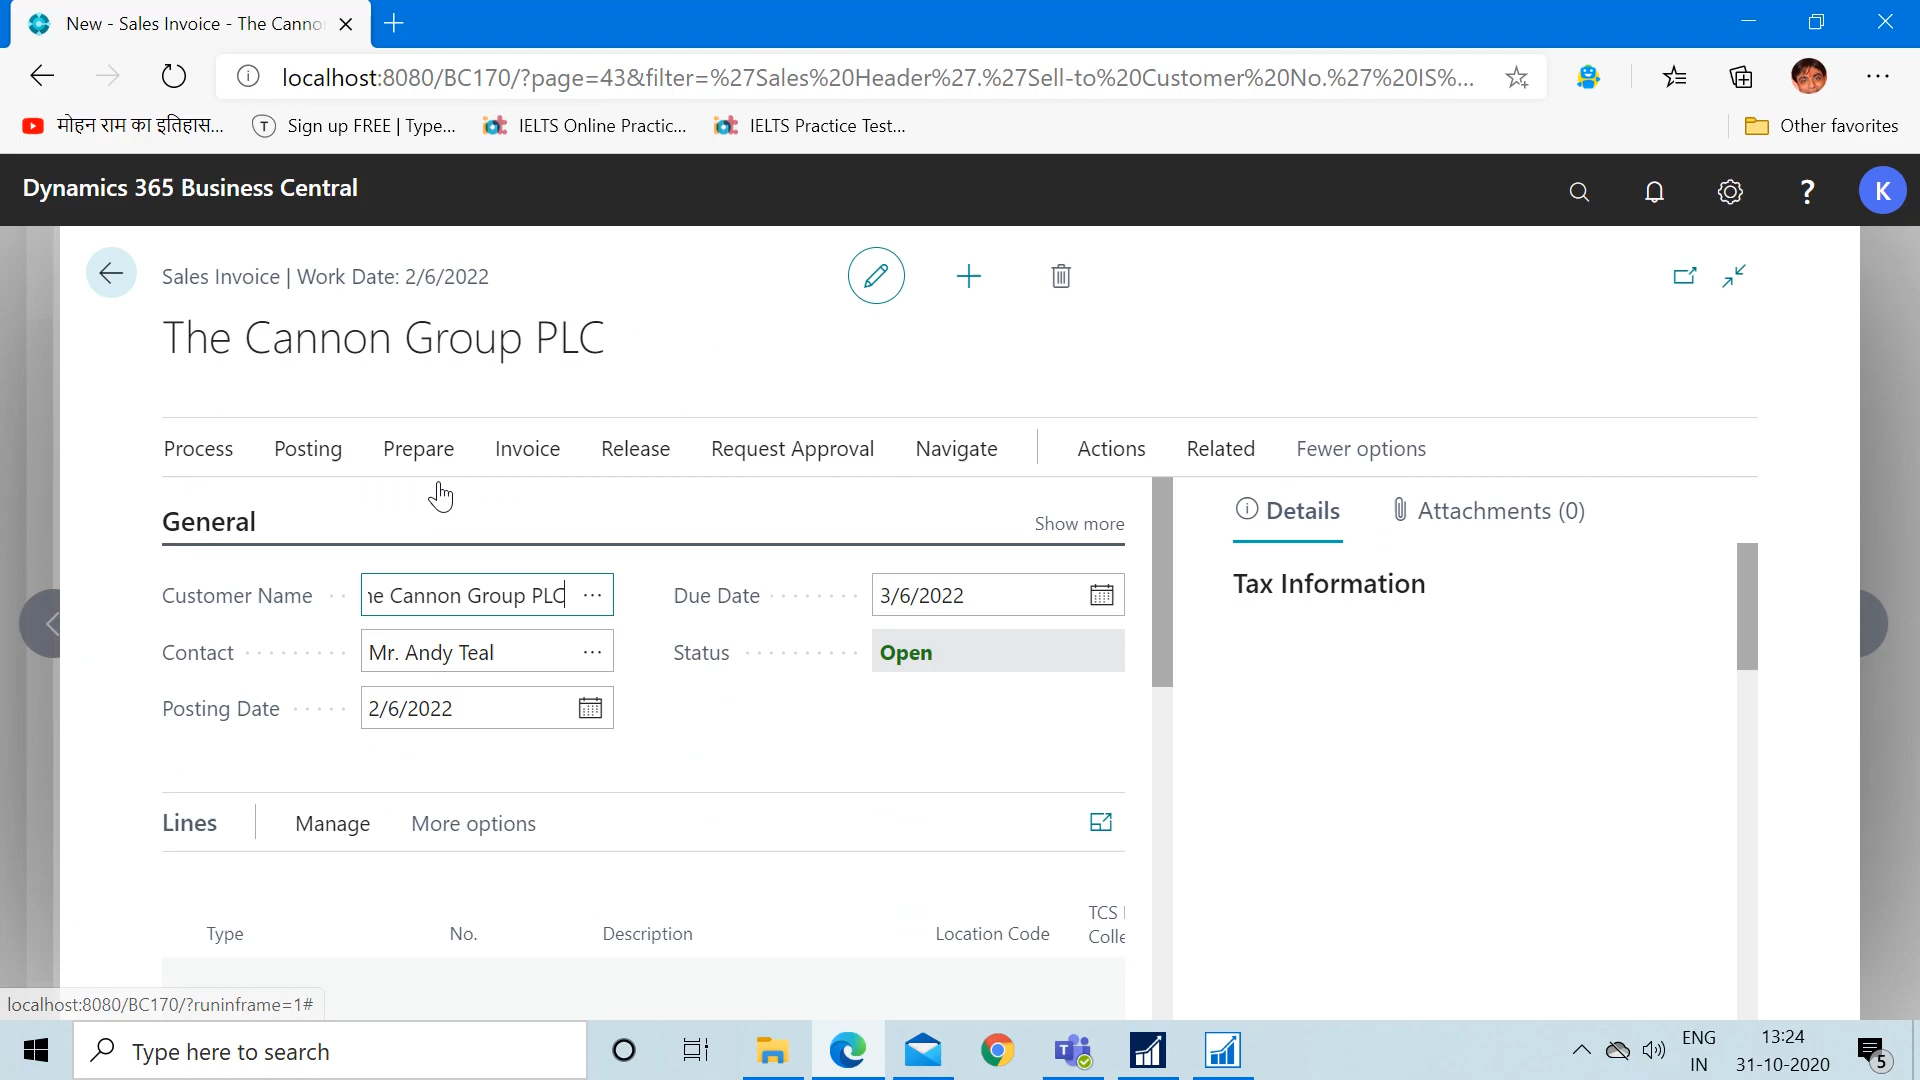 New - Sales Invoice - The Canno
localhost:8080/BC170/?page=43&filter=%27Sales%20Header%27.%27Sell-to%20Customer%20No.%27%20IS%...
मोहन राम का इतिहास...
T
Sign up FREE | Type...
IELTS Online Practic...
IELTS Practice Test...
Other favorites
Dynamics 365 Business Central
?
K
Sales Invoice | Work Date: 2/6/2022
The Cannon Group PLC
Process
Posting
Prepare
Invoice
Release
Request Approval
Navigate
Actions
Related
Fewer options
General
Show more
Details
Attachments (0)
Customer Name
he Cannon Group PLC
Due Date
3/6/2022
Tax Information
Contact
Mr. Andy Teal
Status
Open
Posting Date
2/6/2022
Lines
Manage
More options
Type
No.
Description
Location Code
TCS
Colle
localhost:8080/BC170/?runinframe=1#
Type here to search
ENG
IN
13:24
31-10-2020
5